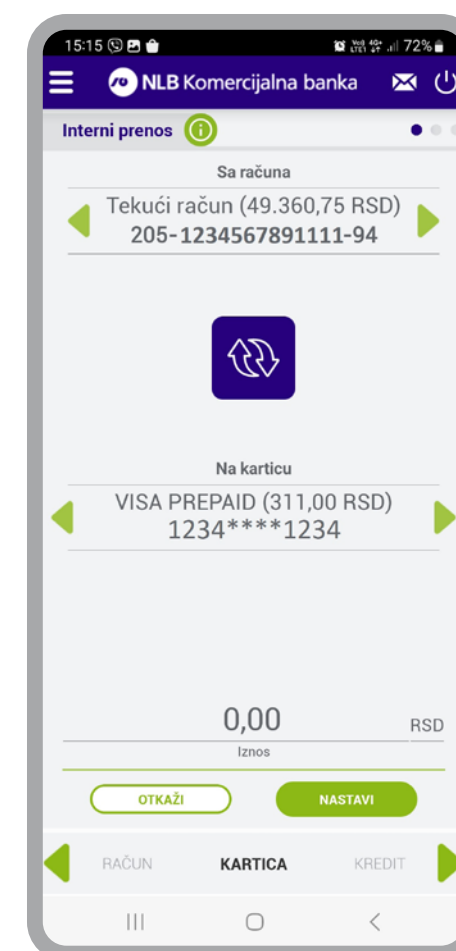 15:15 72%
NLB Komercijalna banka
Interni prenos
Sa računa
Tekući račun (49.360,75 RSD)
205-1234567891111-94
Na karticu
VISA PREPAID (311,00 RSD)
1234****1234
0,00 RSD
Iznos
OTKAŽI NASTAVI
RAČUN KARTICA KREDIT